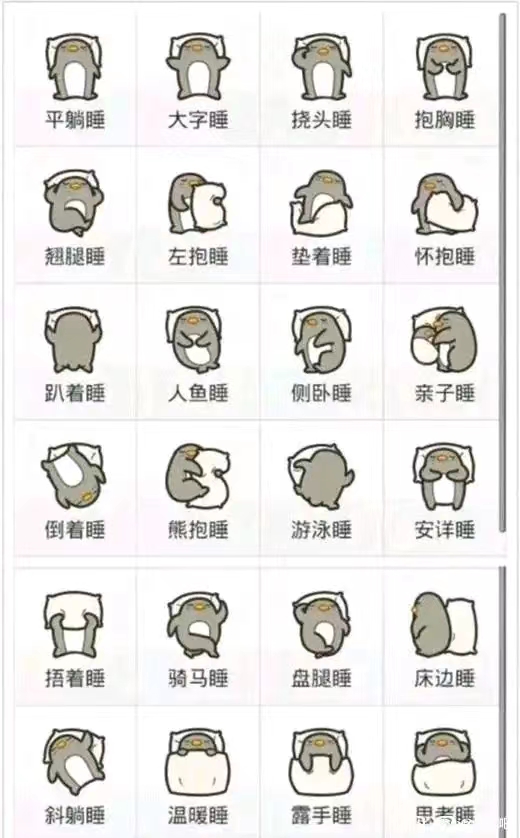 平躺睡 大字睡 挠头睡 抱胸睡
翘腿睡 左抱睡 垫着睡 怀抱睡
趴着睡 人鱼睡 侧卧睡 亲子睡
倒着睡 熊抱睡 游泳睡 安详睡
捂着睡 骑马睡 盘腿睡 床边睡
斜躺睡 温暖睡 露手睡 思考睡